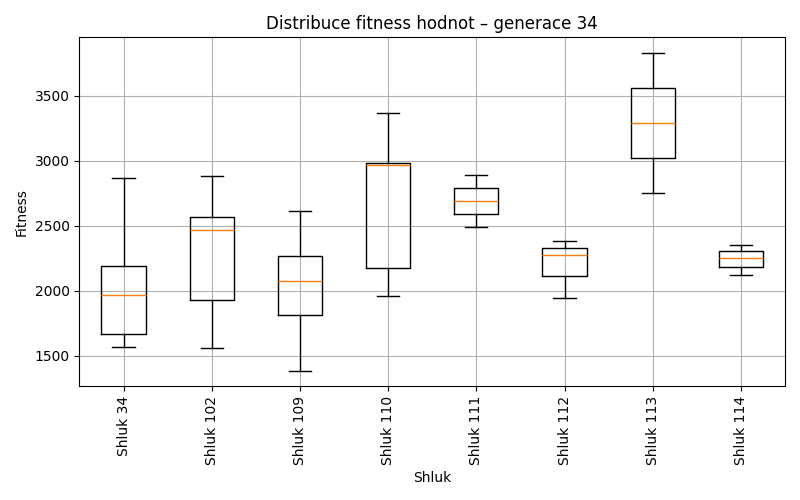 Distribuce fitness hodnot – generace 34
Fitness
3500
3000
2500
2000
1500
Shluk 34
Shluk 102
Shluk 109
Shluk 110
Shluk 111
Shluk 112
Shluk 113
Shluk 114
Shluk